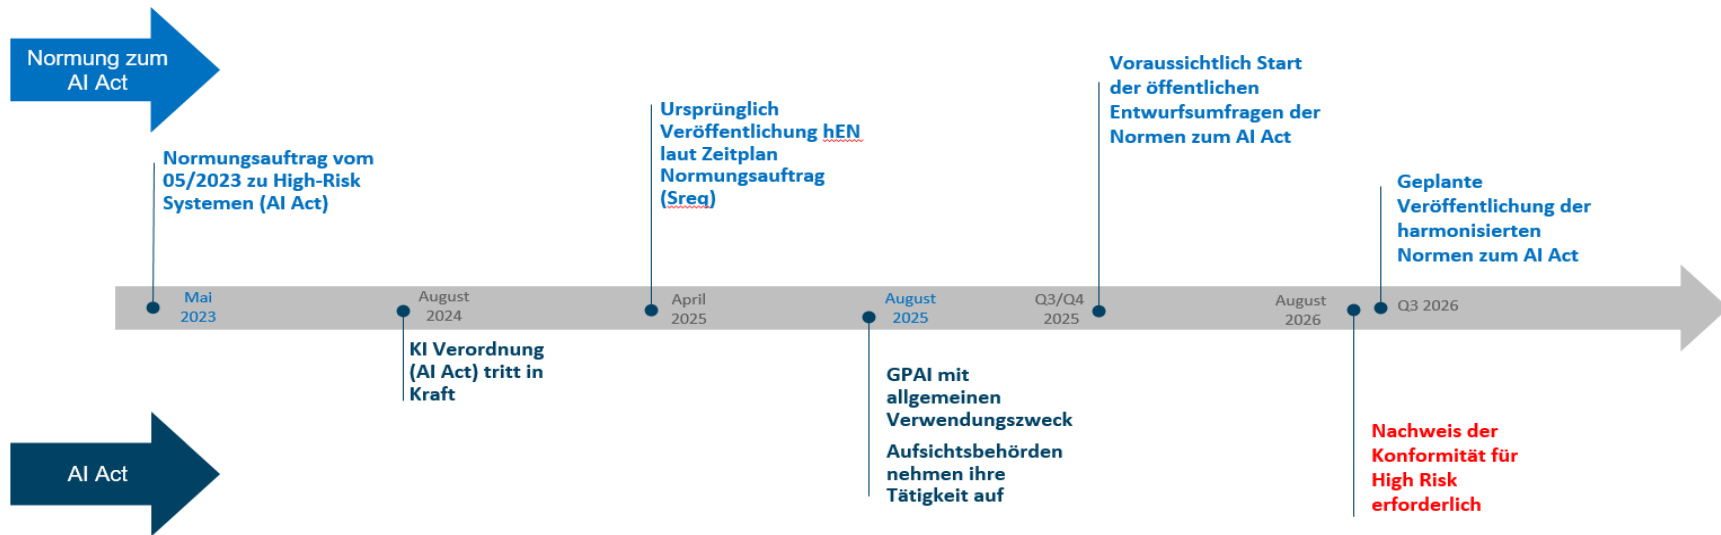 Normung zum
AI Act
Normungsauftrag vom
05/2023 zu High-Risk
Systemen (AI Act)
Ursprünglich
Veröffentlichung hEN
laut Zeitplan
Normungsauftrag
(Sreq)
Voraussichtlich Start
der öffentlichen
Entwurfsumfragen der
Normen zum AI Act
Geplante
Veröffentlichung der
harmonisierten
Normen zum AI Act
Mai
2023
August
2024
April
2025
August
2025
Q3/Q4
2025
August
2026
Q3 2026
KI Verordnung
(AI Act) tritt in
Kraft
GPAI mit
allgemeinen
Verwendungszweck
Aufsichtsbehörden
nehmen ihre
Tätigkeit auf
Nachweis der
Konformität für
High Risk
erforderlich
AI Act